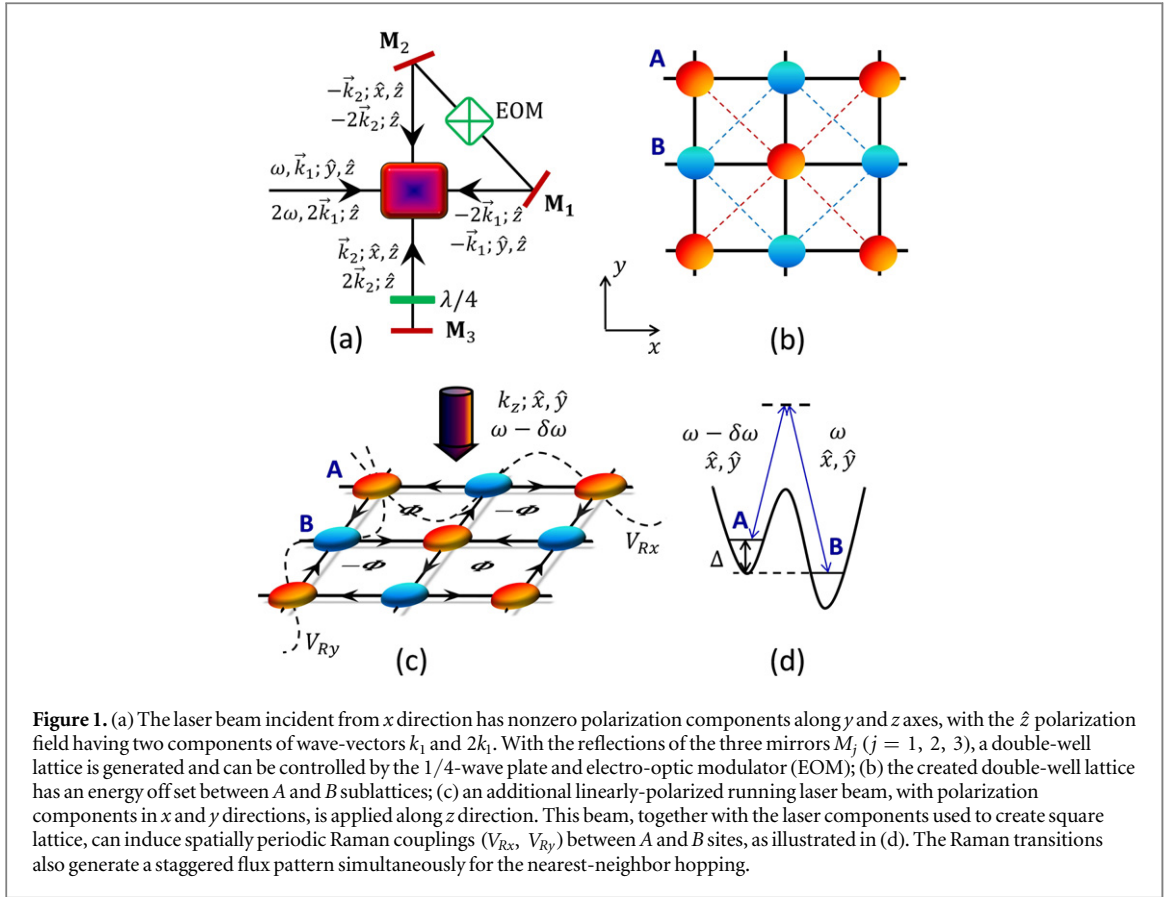 M₂
−k⃗₂; x̂, ẑ
−2k⃗₂; ẑ
EOM
ω, k⃗₁; ŷ, ẑ
2ω, 2k⃗₁; ẑ
−2k⃗₁; ẑ
M₁
−k⃗₁; ŷ, ẑ
k⃗₂; x̂, ẑ
2k⃗₂; ẑ
λ/4
M₃
(a)
A
B
y
x
(b)
k_z; x̂, ŷ
ω − δω
A
B
Φ
−Φ
−Φ
Φ
V_Rx
V_Ry
(c)
ω − δω
x̂, ŷ
ω
x̂, ŷ
A
B
Δ
(d)
Figure 1. (a) The laser beam incident from x direction has nonzero polarization components along y and z axes, with the ẑ polarization
field having two components of wave-vectors k₁ and 2k₁. With the reflections of the three mirrors M_j (j = 1, 2, 3), a double-well
lattice is generated and can be controlled by the 1/4-wave plate and electro-optic modulator (EOM); (b) the created double-well lattice
has an energy off set between A and B sublattices; (c) an additional linearly-polarized running laser beam, with polarization
components in x and y directions, is applied along z direction. This beam, together with the laser components used to create square
lattice, can induce spatially periodic Raman couplings (V_Rx, V_Ry) between A and B sites, as illustrated in (d). The Raman transitions
also generate a staggered flux pattern simultaneously for the nearest-neighbor hopping.